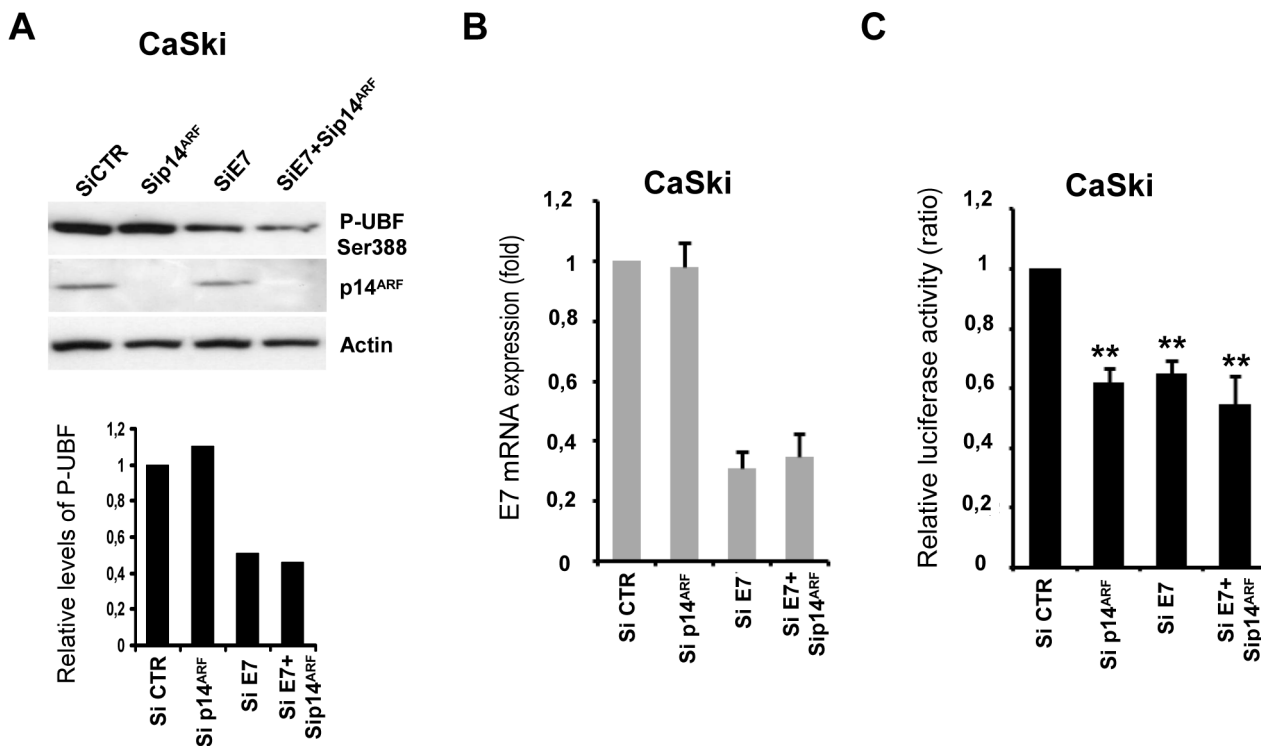 A
CaSki
SiCTR
Sip14ARF
SiE7
SiE7+Sip14ARF
P-UBF
Ser388
p14ARF
Actin
Relative levels of P-UBF
1,2
1
0,8
0,6
0,4
0,2
0
Si CTR
Si p14ARF
Si E7
Si E7+
Sip14ARF
B
CaSki
E7 mRNA expression (fold)
1,2
1
0,8
0,6
0,4
0,2
0
Si CTR
Si p14ARF
Si E7
Si E7+
Sip14ARF
C
CaSki
Relative luciferase activity (ratio)
1,2
1
0,8
0,6
0,4
0,2
0
**
**
**
Si CTR
Si p14ARF
Si E7
Si E7+
Sip14ARF